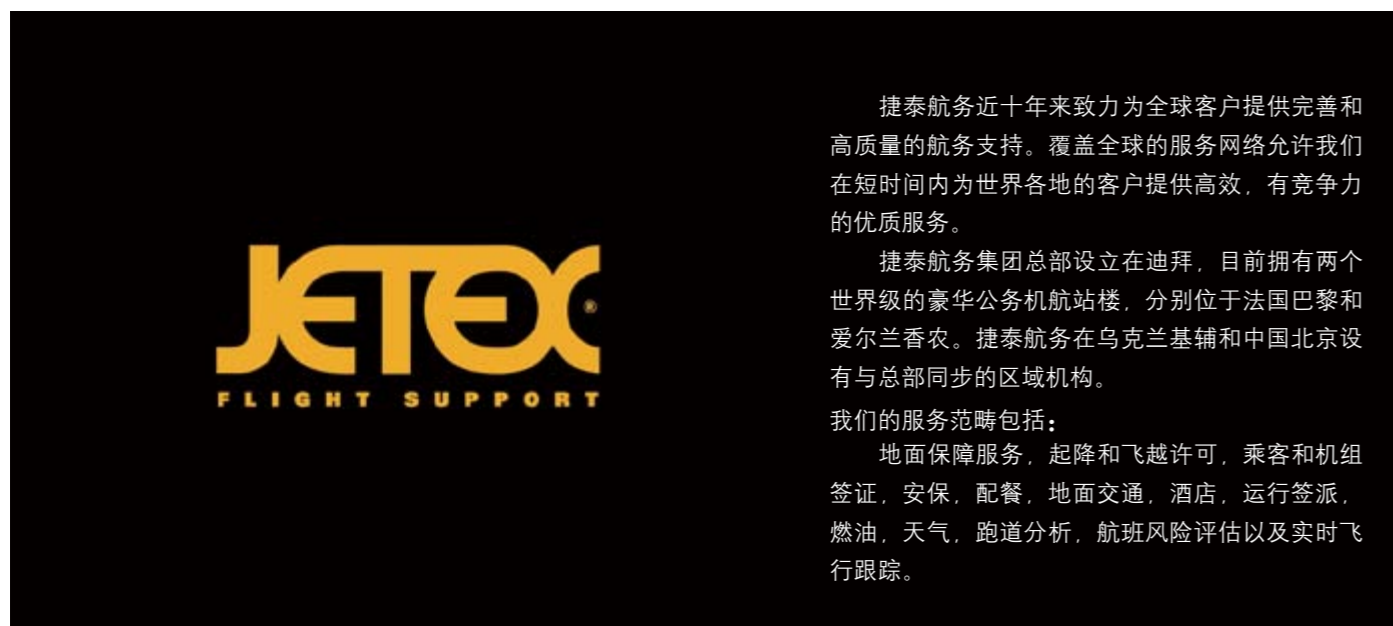 JETEX®
FLIGHT SUPPORT
捷泰航务近十年来致力为全球客户提供完善和
高质量的航务支持。覆盖全球的服务网络允许我们
在短时间内为世界各地的客户提供高效，有竞争力
的优质服务。
捷泰航务集团总部设立在迪拜，目前拥有两个
世界级的豪华公务机航站楼，分别位于法国巴黎和
爱尔兰香农。捷泰航务在乌克兰基辅和中国北京设
有与总部同步的区域机构。
我们的服务范畴包括：
地面保障服务，起降和飞越许可，乘客和机组
签证，安保，配餐，地面交通，酒店，运行签派，
燃油，天气，跑道分析，航班风险评估以及实时飞
行跟踪。